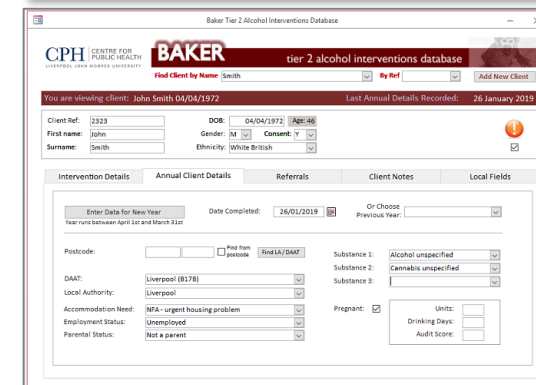 Baker Tier 2 Alcohol Interventions Database
CPH CENTRE FOR PUBLIC HEALTH
LIVERPOOL JOHN MOORES UNIVERSITY
BAKER
tier 2 alcohol interventions database
Find Client by Name Smith By Ref Add New Client
You are viewing client: John Smith 04/04/1972 Last Annual Details Recorded: 26 January 2019
Client Ref: 2323 DOB: 04/04/1972 Age: 46
First name: John Gender: M Consent: Y
Surname: Smith Ethnicity: White British
Intervention Details Annual Client Details Referrals Client Notes Local Fields
Enter Data for New Year Date Completed: 26/01/2019 Or Choose Previous Year:
Year runs between April 1st and March 31st
Postcode: Find from postcode Find LA / DAAT Substance 1: Alcohol unspecified
Substance 2: Cannabis unspecified
DAAT: Liverpool (B17B) Substance 3:
Local Authority: Liverpool
Accommodation Need: NFA - urgent housing problem Pregnant: Units:
Employment Status: Unemployed Drinking Days:
Parental Status: Not a parent Audit Score: